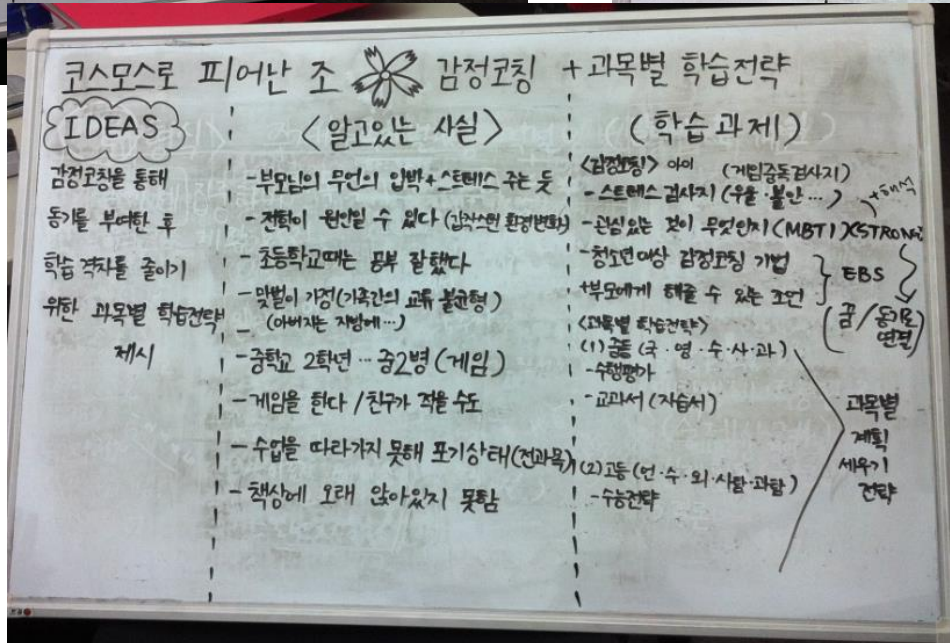 코스모스로 피어난 조 감정코칭 + 과목별 학습전략
IDEAS
감정코칭을 통해
동기를 부여한 후
학습 격차를 줄이기
위한 과목별 학습전략
제시
<알고있는 사실>
- 부모님의 무언의 압박 + 스트레스 주는 듯
- 전학이 원인일 수 있다 (갑작스런 환경변화)
- 초등학교때는 공부 잘했다
- 맞벌이 가정 (가족간의 교류 불균형)
- (아버지는 지방에…)
- 중학교 2학년 … 중2병 (게임)
- 게임을 한다 / 친구가 적을 수도
- 수업을 따라가지 못해 포기상태 (전과목)
- 책상에 오래 앉아있지 못함
(학습과제)
<감정코칭> 아이 (게임중독검사지)
- 스트레스 검사지 (우울·불안 …) +해석
- 관심있는 것이 무엇인지 (MBTI)(STRONG)
- 청소년대상 감정코칭 기법
+부모에게 해줄 수 있는 조언
EBS
(꿈/동기로 연결)
<과목별 학습전략>
(1) 중등 (국·영·수·사·과)
- 수행평가
- 교과서 (자습서)
(2) 고등 (언·수·외·사탐·과탐)
- 수능전략
과목별
계획
세우기
전략